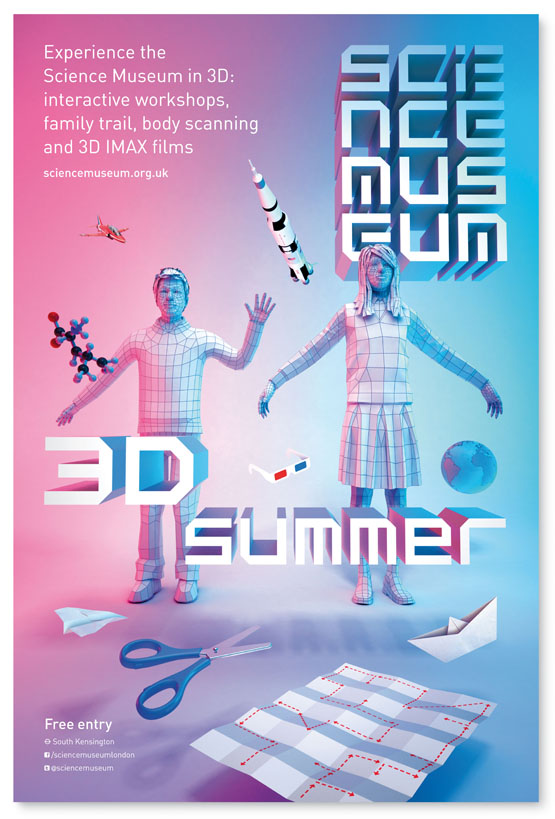 Experience the
Science Museum in 3D:
interactive workshops,
family trail, body scanning
and 3D IMAX films
sciencemuseum.org.uk
SCIE
NCE
MUS
EUM
3D
summer
Free entry
South Kensington
/sciencemuseumlondon
@sciencemuseum